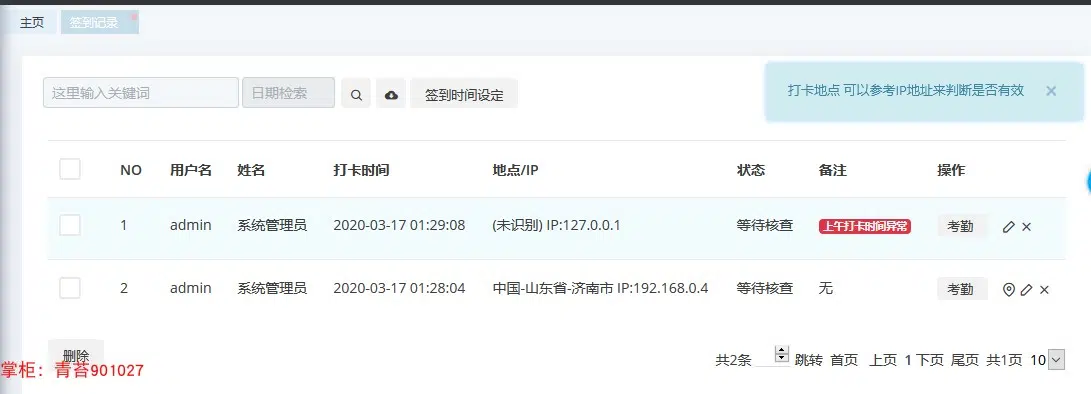 主页 签到记录
这里输入关键词 日期检索 签到时间设定
打卡地点 可以参考IP地址来判断是否有效 ×
NO 用户名 姓名 打卡时间 地点/IP 状态 备注 操作
1 admin 系统管理员 2020-03-17 01:29:08 (未识别) IP:127.0.0.1 等待核查 上午打卡时间异常 考勤
2 admin 系统管理员 2020-03-17 01:28:04 中国-山东省-济南市 IP:192.168.0.4 等待核查 无 考勤
删除
共2条 跳转 首页 上页 1 下页 尾页 共1页 10
掌柜：青苔901027